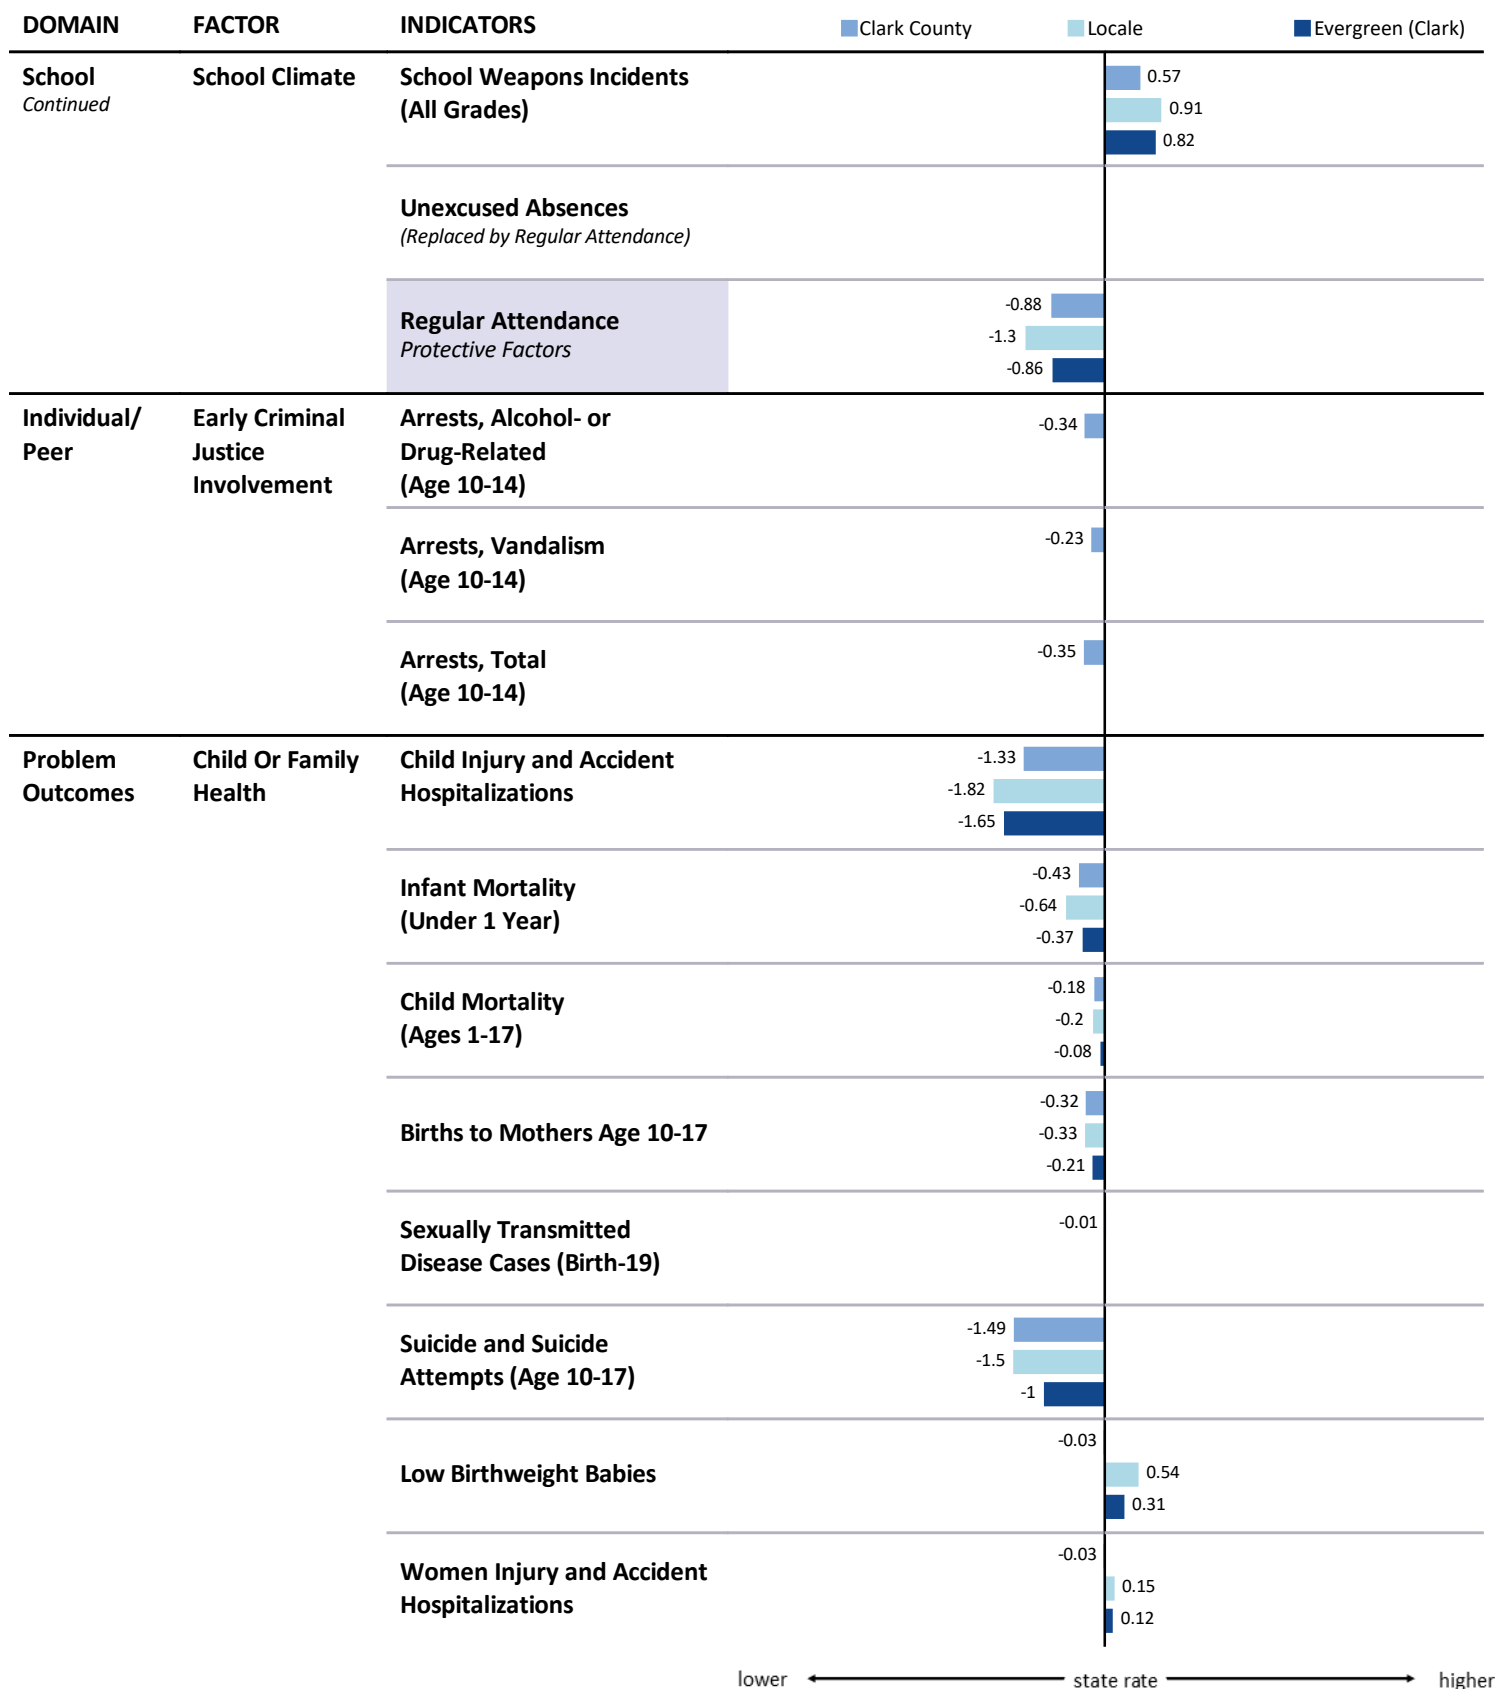 DOMAIN FACTOR INDICATORS Clark County Locale Evergreen (Clark)
School School Climate School Weapons Incidents
Continued
(All Grades)
0.57
0.91
0.82
Unexcused Absences
(Replaced by Regular Attendance)
Regular Attendance
Protective Factors
-0.88
-1.3
-0.86
Individual/
Peer
Early Criminal
Justice
Involvement
Arrests, Alcohol- or
Drug-Related
(Age 10-14)
-0.34
Arrests, Vandalism
(Age 10-14)
-0.23
Arrests, Total
(Age 10-14)
-0.35
Problem
Outcomes
Child Or Family
Health
Child Injury and Accident
Hospitalizations
-1.33
-1.82
-1.65
Infant Mortality
(Under 1 Year)
-0.43
-0.64
-0.37
Child Mortality
(Ages 1-17)
-0.18
-0.2
-0.08
Births to Mothers Age 10-17
-0.32
-0.33
-0.21
Sexually Transmitted
Disease Cases (Birth-19)
-0.01
Suicide and Suicide
Attempts (Age 10-17)
-1.49
-1.5
-1
Low Birthweight Babies
-0.03
0.54
0.31
Women Injury and Accident
Hospitalizations
-0.03
0.15
0.12
lower state rate higher